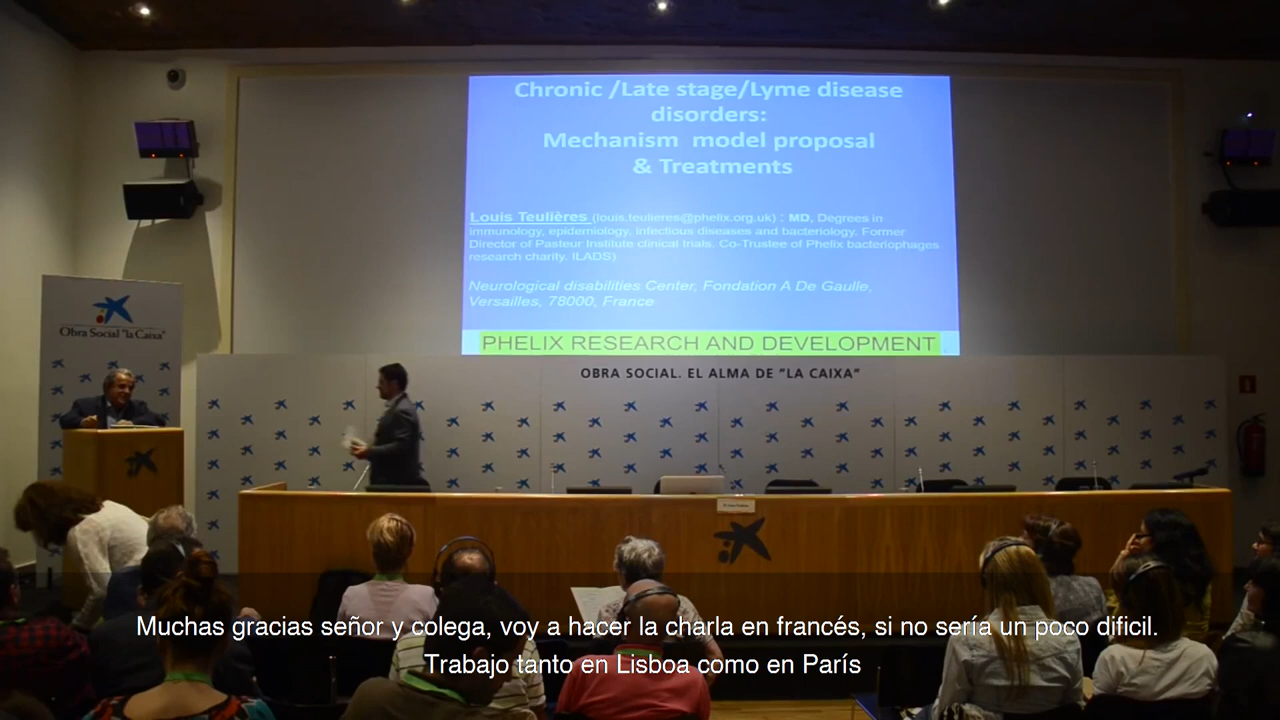 Chronic /Late stage/Lyme disease
disorders:
Mechanism model proposal
& Treatments
Louis Teulières (louis.teulieres@phelix.org.uk) : MD, Degrees in
immunology, epidemiology, infectious diseases and bacteriology. Former
Director of Pasteur Institute clinical trials. Co-Trustee of Phelix bacteriophages
research charity. ILADS)
Neurological disabilities Center, Fondation A De Gaulle,
Versailles, 78000, France
PHELIX RESEARCH AND DEVELOPMENT
Obra Social "la Caixa"
OBRA SOCIAL. EL ALMA DE "LA CAIXA"
Muchas gracias señor y colega, voy a hacer la charla en francés, si no sería un poco dificil.
Trabajo tanto en Lisboa como en París